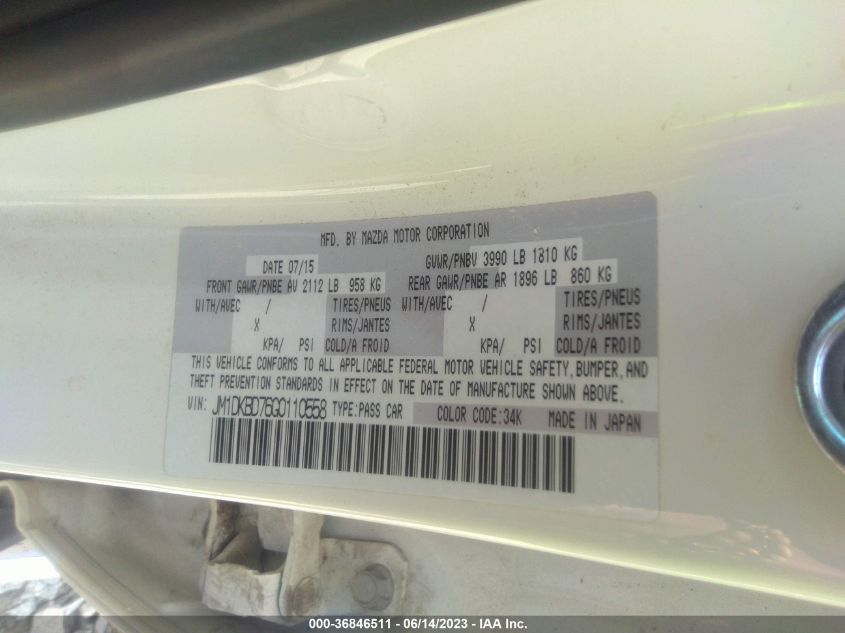 MFD. BY MAZDA MOTOR CORPORATION
DATE 07/15 GVWR/PNBV 3990 LB 1810 KG
FRONT GAWR/PNBE AV 2112 LB 958 KG REAR GAWR/PNBE AR 1896 LB 860 KG
WITH/AVEC / TIRES/PNEUS WITH/AVEC / TIRES/PNEUS
X RIMS/JANTES X RIMS/JANTES
KPA/ PSI COLD/A FROID KPA/ PSI COLD/A FROID
THIS VEHICLE CONFORMS TO ALL APPLICABLE FEDERAL MOTOR VEHICLE SAFETY, BUMPER, AND
THEFT PREVENTION STANDARDS IN EFFECT ON THE DATE OF MANUFACTURE SHOWN ABOVE.
VIN: JM1DKBD76G0110558 TYPE:PASS CAR COLOR CODE:34K MADE IN JAPAN
000-36846511 - 06/14/2023 - IAA Inc.